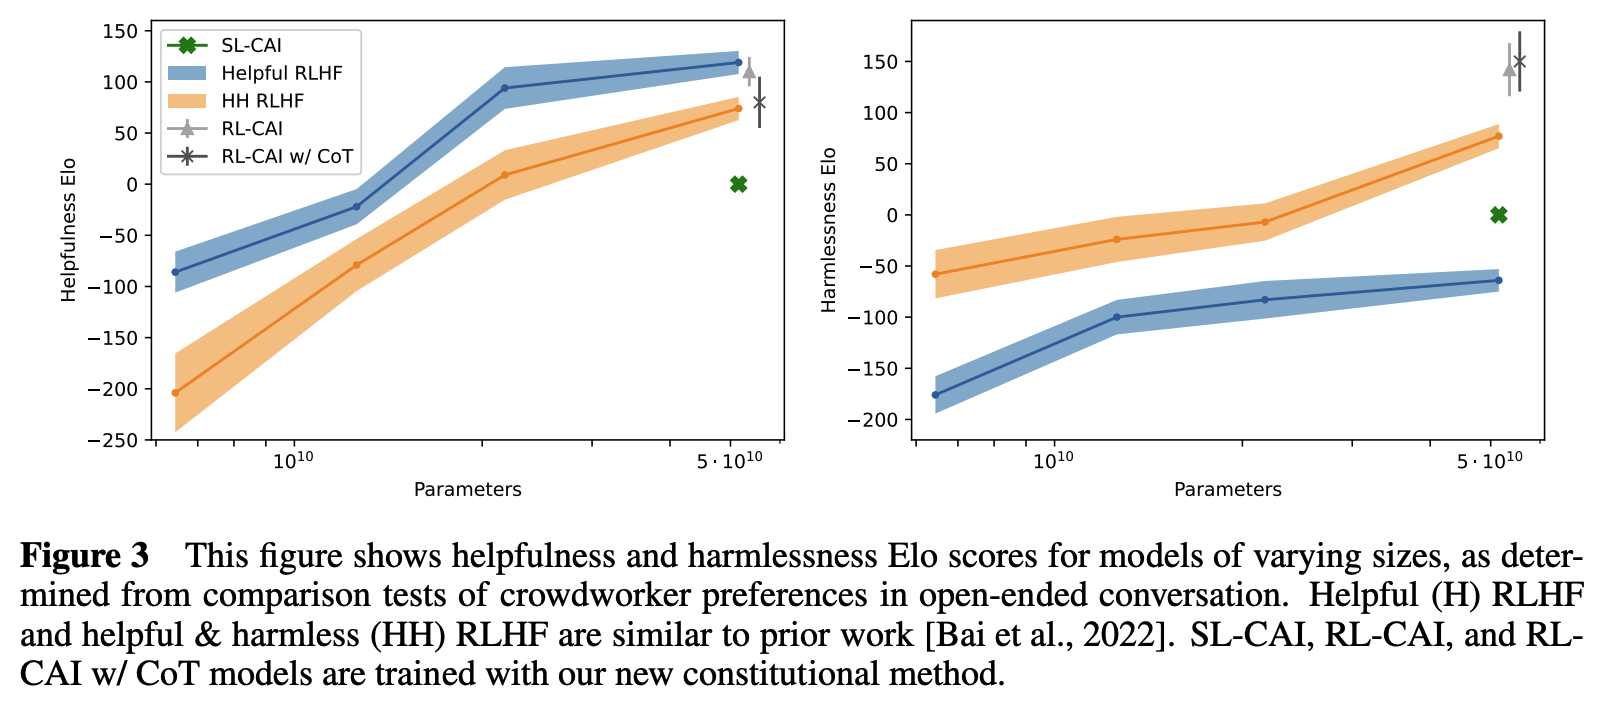 150
100
50
0
−50
−100
−150
−200
−250
Helpfulness Elo
SL-CAI
Helpful RLHF
HH RLHF
RL-CAI
RL-CAI w/ CoT
10¹⁰
5 · 10¹⁰
Parameters
150
100
50
0
−50
−100
−150
−200
Harmlessness Elo
10¹⁰
5 · 10¹⁰
Parameters
Figure 3 This figure shows helpfulness and harmlessness Elo scores for models of varying sizes, as deter-
mined from comparison tests of crowdworker preferences in open-ended conversation. Helpful (H) RLHF
and helpful & harmless (HH) RLHF are similar to prior work [Bai et al., 2022]. SL-CAI, RL-CAI, and RL-
CAI w/ CoT models are trained with our new constitutional method.